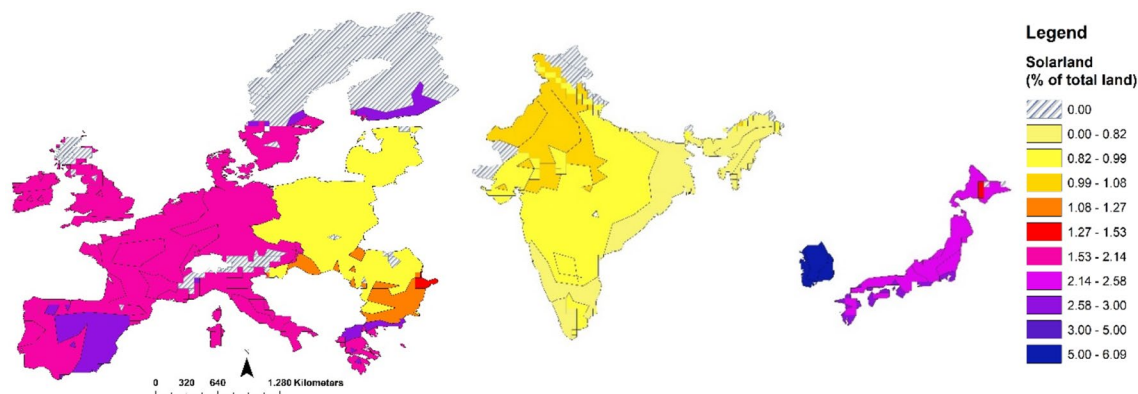 Legend
Solarland
(% of total land)
0.00
0.00 - 0.82
0.82 - 0.99
0.99 - 1.08
1.08 - 1.27
1.27 - 1.53
1.53 - 2.14
2.14 - 2.58
2.58 - 3.00
3.00 - 5.00
5.00 - 6.09
0 320 640 1.280 Kilometers